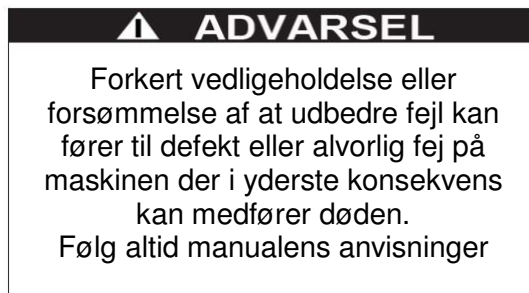 ADVARSEL
Forkert vedligeholdelse eller
forsømmelse af at udbedre fejl kan
fører til defekt eller alvorlig fej på
maskinen der i yderste konsekvens
kan medfører døden.
Følg altid manualens anvisninger